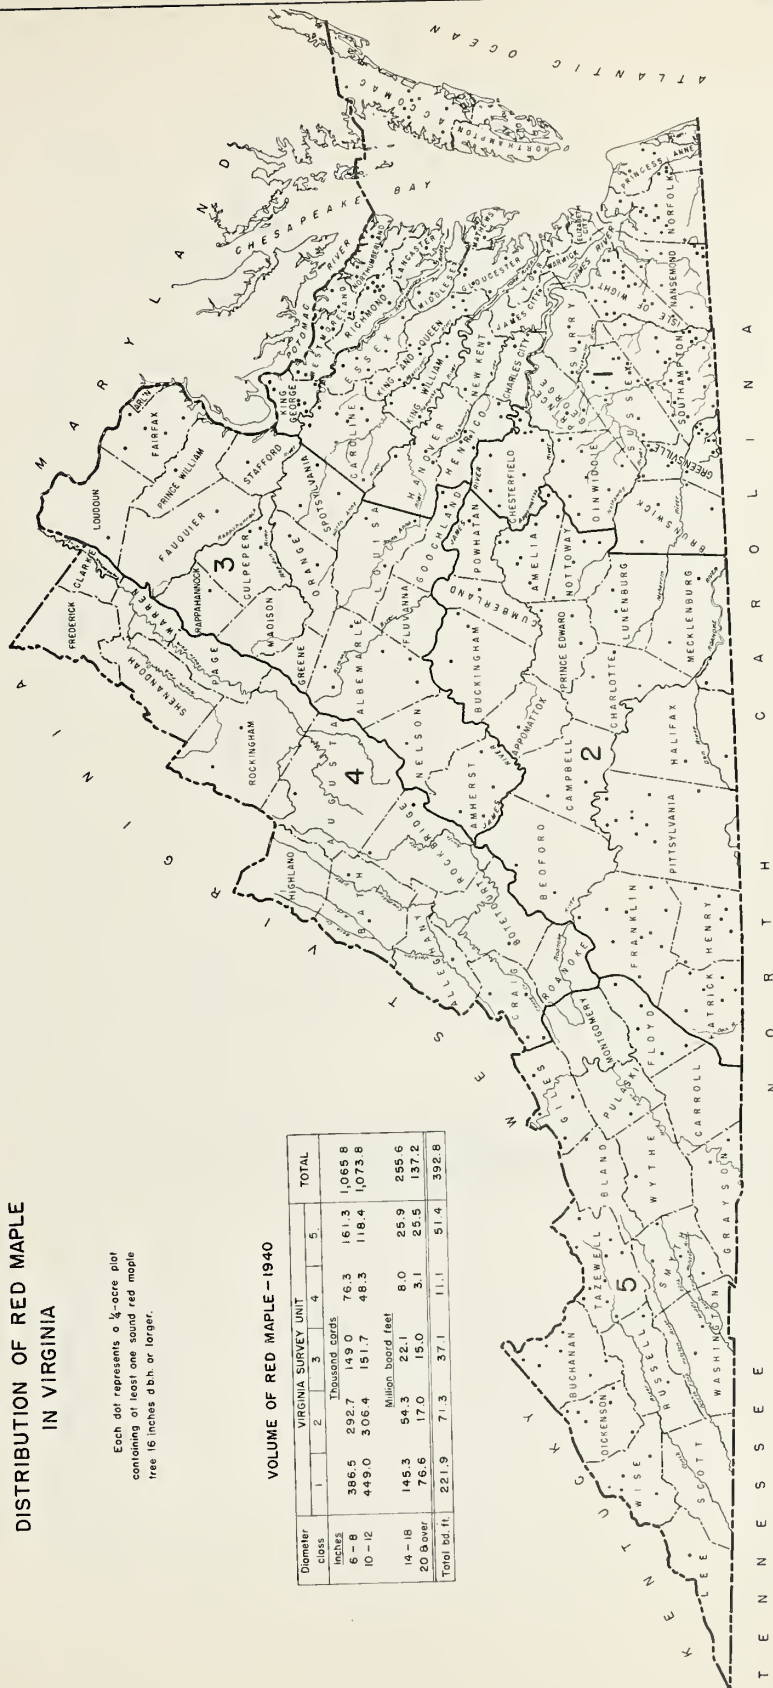 DISTRIBUTION OF RED MAPLE
IN VIRGINIA
Each dot represents a ¼-acre plot
containing at least one sound red maple
tree 16 inches d.b.h. or larger.
VOLUME OF RED MAPLE – 1940
Diameter class | VIRGINIA SURVEY UNIT | TOTAL
1 2 3 4 5
Inches Thousand cords
6 – 8 386.5 292.7 149.0 76.3 161.3 1,065.8
10 – 12 449.0 306.4 151.7 48.3 118.4 1,073.8
Million board feet
14 – 18 145.3 54.3 22.1 8.0 25.9 255.6
20 & over 76.6 17.0 15.0 3.1 25.5 137.2
Total bd. ft. 221.9 71.3 37.1 11.1 51.4 392.8
KENTUCKY
WEST VIRGINIA
MARYLAND
TENNESSEE
NORTH CAROLINA
ATLANTIC OCEAN
CHESAPEAKE BAY
POTOMAC RIVER
1
2
3
4
5
LEE
SCOTT
WISE
DICKENSON
BUCHANAN
RUSSELL
WASHINGTON
TAZEWELL
SMYTH
BLAND
WYTHE
GRAYSON
GILES
PULASKI
CARROLL
MONTGOMERY
FLOYD
PATRICK
HENRY
FRANKLIN
ROANOKE
CRAIG
BOTETOURT
ALLEGHANY
BATH
HIGHLAND
ROCKBRIDGE
AUGUSTA
ROCKINGHAM
PAGE
SHENANDOAH
WARREN
FREDERICK
CLARKE
LOUDOUN
FAIRFAX
ARL'N
PRINCE WILLIAM
FAUQUIER
RAPPAHANNOCK
CULPEPER
MADISON
GREENE
ORANGE
STAFFORD
SPOTSYLVANIA
LOUISA
ALBEMARLE
FLUVANNA
GOOCHLAND
NELSON
AMHERST
BEDFORD
CAMPBELL
APPOMATTOX
BUCKINGHAM
CUMBERLAND
POWHATAN
AMELIA
NOTTOWAY
PRINCE EDWARD
CHARLOTTE
LUNENBURG
MECKLENBURG
HALIFAX
PITTSYLVANIA
JAMES RIVER
JAMES RIVER
CHESTERFIELD
DINWIDDIE
BRUNSWICK
GREENSVILLE
SUSSEX
PRINCE GEORGE
SURRY
SOUTHAMPTON
ISLE OF WIGHT
NANSEMOND
NORFOLK
PRINCESS ANNE
JAMES RIVER
ELIZABETH CITY
WARWICK
YORK
JAMES CITY
CHARLES CITY
NEW KENT
HENRICO
HANOVER
KING WILLIAM
KING AND QUEEN
CAROLINE
ESSEX
KING GEORGE
WESTMORELAND
RICHMOND
NORTHUMBERLAND
LANCASTER
MIDDLESEX
MATHEWS
GLOUCESTER
ACCOMAC
NORTHAMPTON